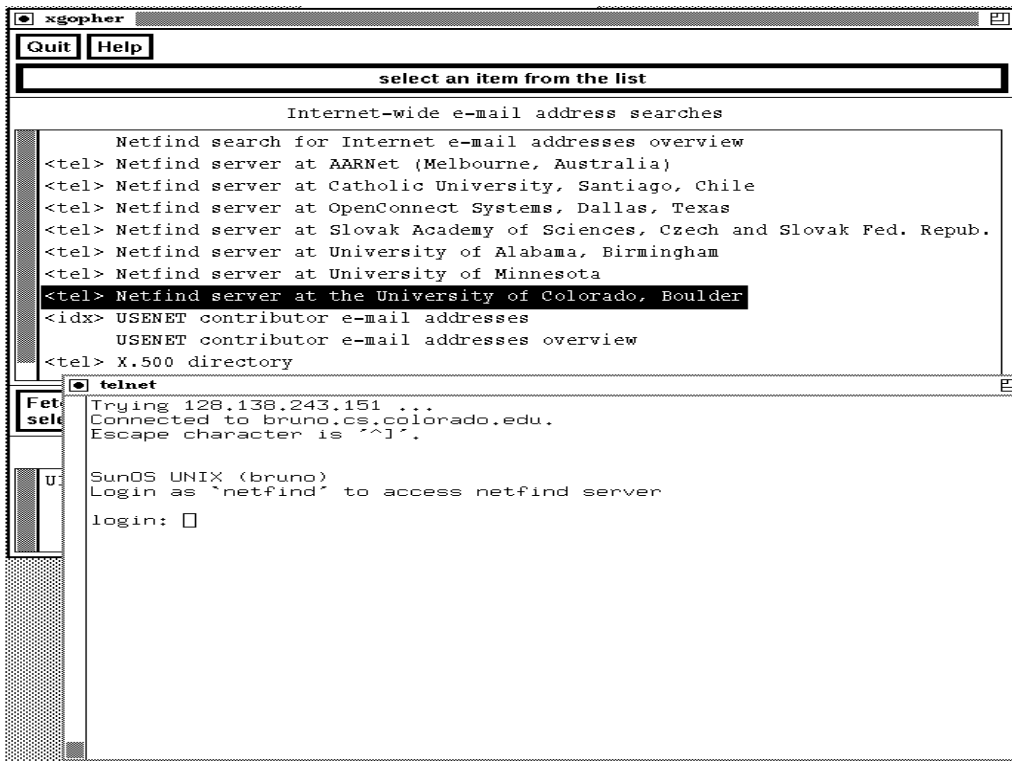 xgopher
Quit Help
select an item from the list
Internet-wide e-mail address searches
Netfind search for Internet e-mail addresses overview
<tel> Netfind server at AARNet (Melbourne, Australia)
<tel> Netfind server at Catholic University, Santiago, Chile
<tel> Netfind server at OpenConnect Systems, Dallas, Texas
<tel> Netfind server at Slovak Academy of Sciences, Czech and Slovak Fed. Repub.
<tel> Netfind server at University of Alabama, Birmingham
<tel> Netfind server at University of Minnesota
<tel> Netfind server at the University of Colorado, Boulder
<idx> USENET contributor e-mail addresses
USENET contributor e-mail addresses overview
<tel> X.500 directory
telnet
Trying 128.138.243.151 ...
Connected to bruno.cs.colorado.edu.
Escape character is '^]'.
SunOS UNIX (bruno)
Login as `netfind' to access netfind server
login: